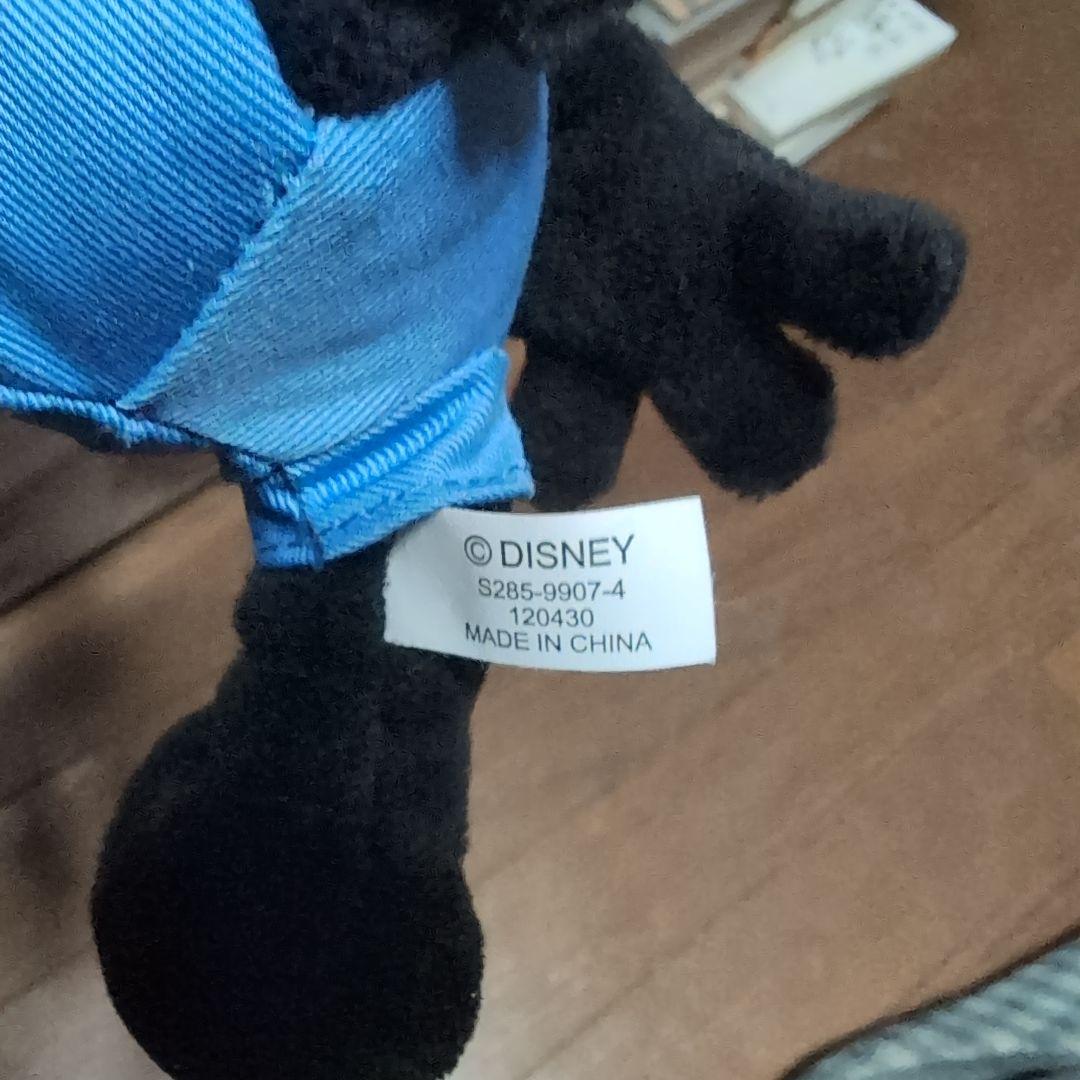 © DISNEY
S285-9907-4
120430
MADE IN CHINA